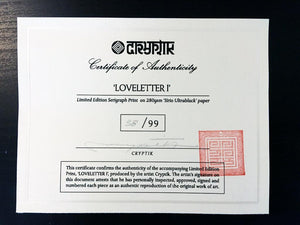 CRYPTIK
Certificate of Authenticity
'LOVELETTER I'
Limited Edition Serigraph Print on 280gsm 'Sirio Ultrablack' paper
/ 99
CRYPTIK
This certificate confirms the authenticity of the accompanying Limited Edition
Print, 'LOVELETTER I', produced by the artist Cryptik. The artist's signature on
this document attests that he has personally inspected, approved, signed and
numbered each piece as an authentic reproduction of the original work of art.